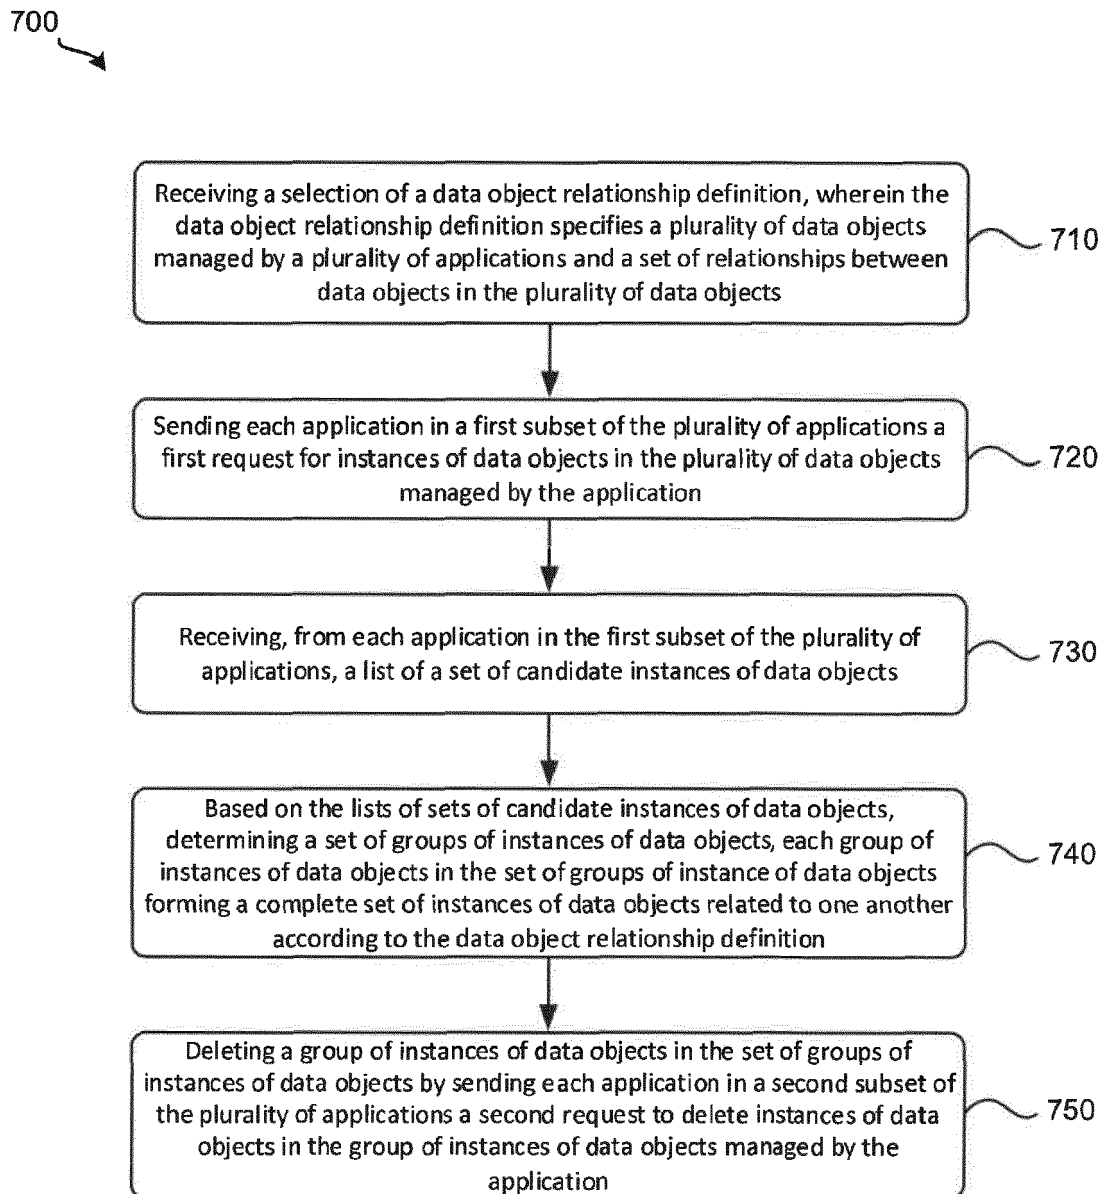 700
Receiving a selection of a data object relationship definition, wherein the
data object relationship definition specifies a plurality of data objects
managed by a plurality of applications and a set of relationships between
data objects in the plurality of data objects
710
Sending each application in a first subset of the plurality of applications a
first request for instances of data objects in the plurality of data objects
managed by the application
720
Receiving, from each application in the first subset of the plurality of
applications, a list of a set of candidate instances of data objects
730
Based on the lists of sets of candidate instances of data objects,
determining a set of groups of instances of data objects, each group of
instances of data objects in the set of groups of instance of data objects
forming a complete set of instances of data objects related to one another
according to the data object relationship definition
740
Deleting a group of instances of data objects in the set of groups of
instances of data objects by sending each application in a second subset of
the plurality of applications a second request to delete instances of data
objects in the group of instances of data objects managed by the
application
750